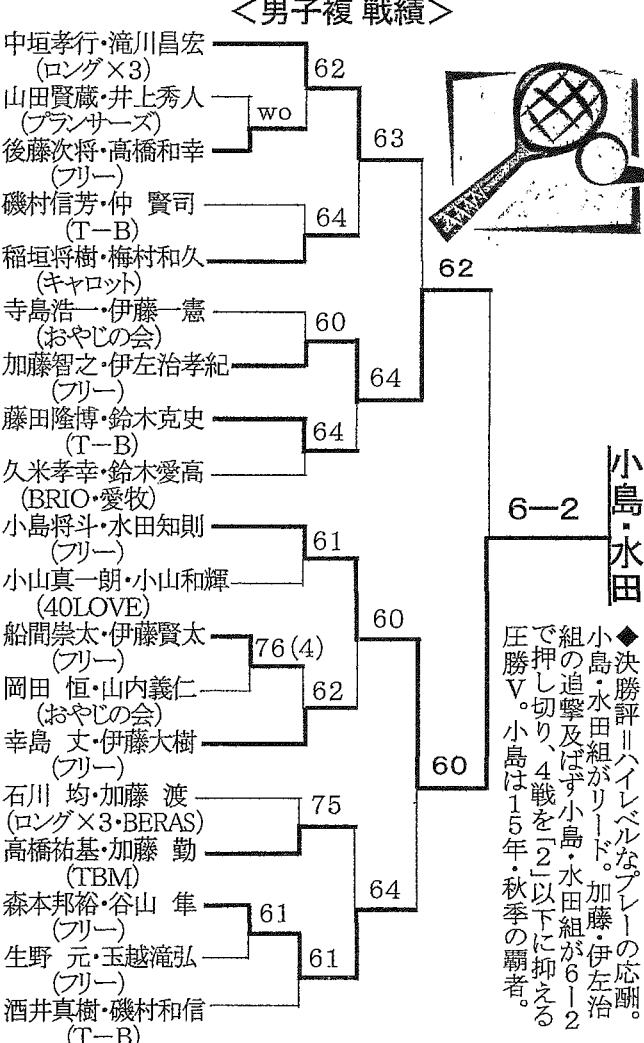 ＜男子複 戦績＞
中垣孝行・滝川昌宏
(ロング×3)
62
山田賢蔵・井上秀人
(プランサーズ)
wo
後藤次将・高橋和幸
(フリー)
63
磯村信芳・仲 賢司
(T－B)
64
稲垣将樹・梅村和久
(キャロット)
62
寺島浩一・伊藤一憲
(おやじの会)
60
加藤智之・伊左治孝紀
(フリー)
64
藤田隆博・鈴木克史
(T－B)
64
久米孝幸・鈴木愛高
(BRIO・愛牧)
6－2
小島・水田
小島将斗・水田知則
(フリー)
61
小山真一朗・小山和輝
(40LOVE)
60
船間崇太・伊藤賢太
(フリー)
76(4)
岡田 恒・山内義仁
(おやじの会)
62
幸島 丈・伊藤大樹
(フリー)
60
石川 均・加藤 渡
(ロング×3・BERAS)
75
高橋祐基・加藤 勤
(TBM)
64
森本邦裕・谷山 隼
(フリー)
61
生野 元・玉越滝弘
(フリー)
61
酒井真樹・磯村和信
(T－B)
◆決勝評＝ハイレベルなプレーの応酬。
小島・水田組がリード。加藤・伊左治
組の追撃及ばず小島・水田組が6－2
で押し切り、4戦を「2」以下に抑える
圧勝V。小島は15年・秋季の覇者。